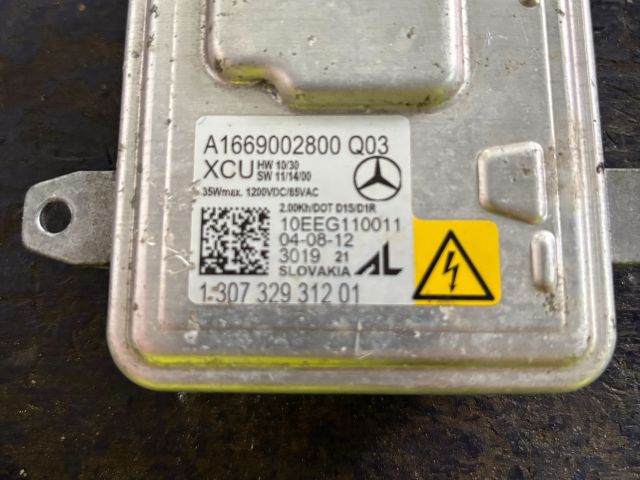 A1669002800 Q03
XCU HW 10/30
SW 11/14/00
35Wmax. 1200VDC/85VAC
2.00Kh/DOT D1S/D1R
10EEG110011
04-08-12
3019 21
SLOVAKIA AL
1 307 329 312 01